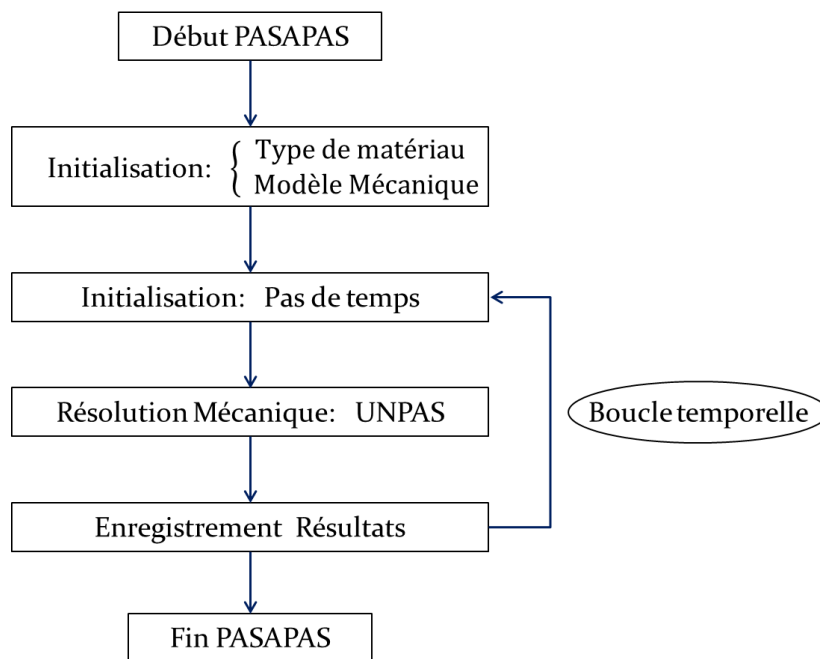 Début PASAPAS
Initialisation: { Type de matériau
Modèle Mécanique
Initialisation: Pas de temps
Résolution Mécanique: UNPAS
Boucle temporelle
Enregistrement Résultats
Fin PASAPAS